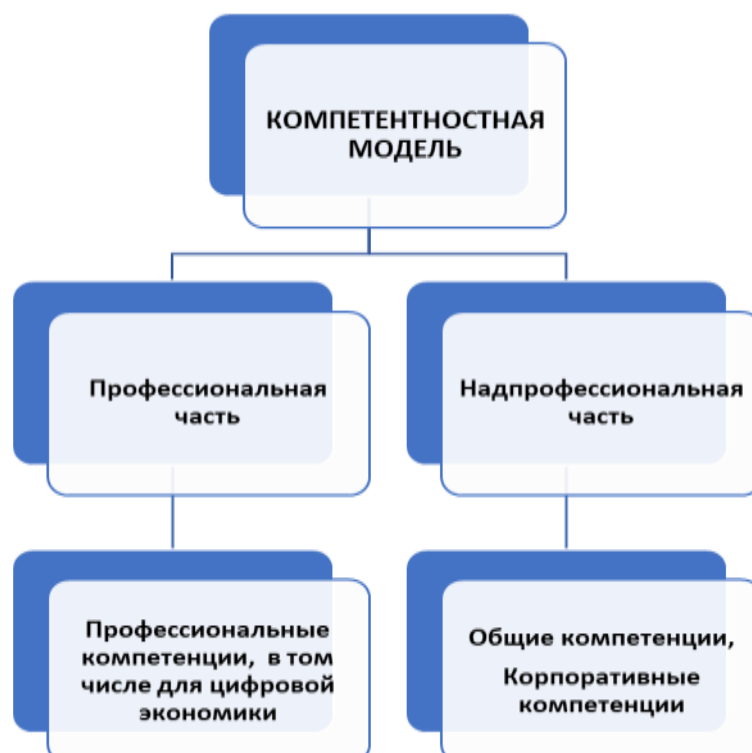 КОМПЕТЕНТНОСТНАЯ
МОДЕЛЬ
Профессиональная
часть
Надпрофессиональная
часть
Профессиональные
компетенции, в том
числе для цифровой
экономики
Общие компетенции,
Корпоративные
компетенции